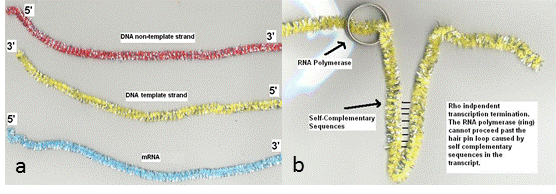 5'
DNA non-template strand
3'
3'
DNA template strand
5'
5'
mRNA
3'
a
RNA Polymerase
Self-Complementary
Sequences
Rho indpendent
transcription termination.
The RNA polymerase (ring)
cannot proceed past the
hair pin loop caused by
self complementary
sequences in the
transcript.
b